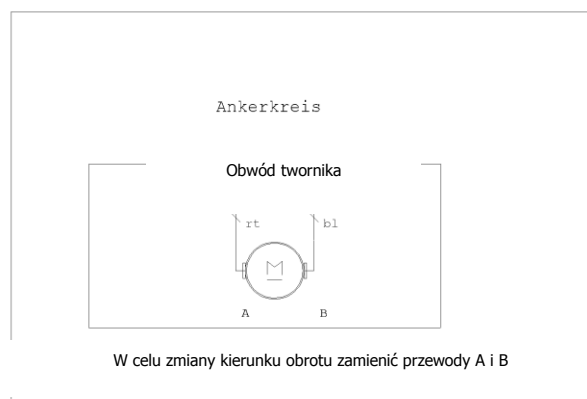 Ankerkreis
Obwód twornika
rt bl
M
A B
W celu zmiany kierunku obrotu zamienić przewody A i B